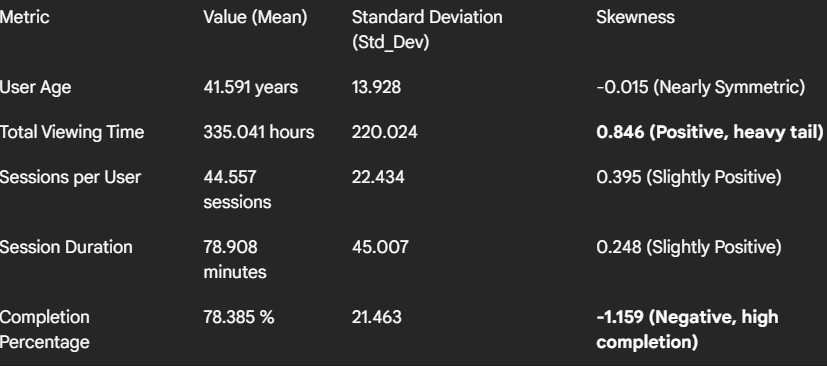 Metric Value (Mean) Standard Deviation (Std_Dev) Skewness
User Age 41.591 years 13.928 -0.015 (Nearly Symmetric)
Total Viewing Time 335.041 hours 220.024 0.846 (Positive, heavy tail)
Sessions per User 44.557 sessions 22.434 0.395 (Slightly Positive)
Session Duration 78.908 minutes 45.007 0.248 (Slightly Positive)
Completion Percentage 78.385 % 21.463 -1.159 (Negative, high completion)